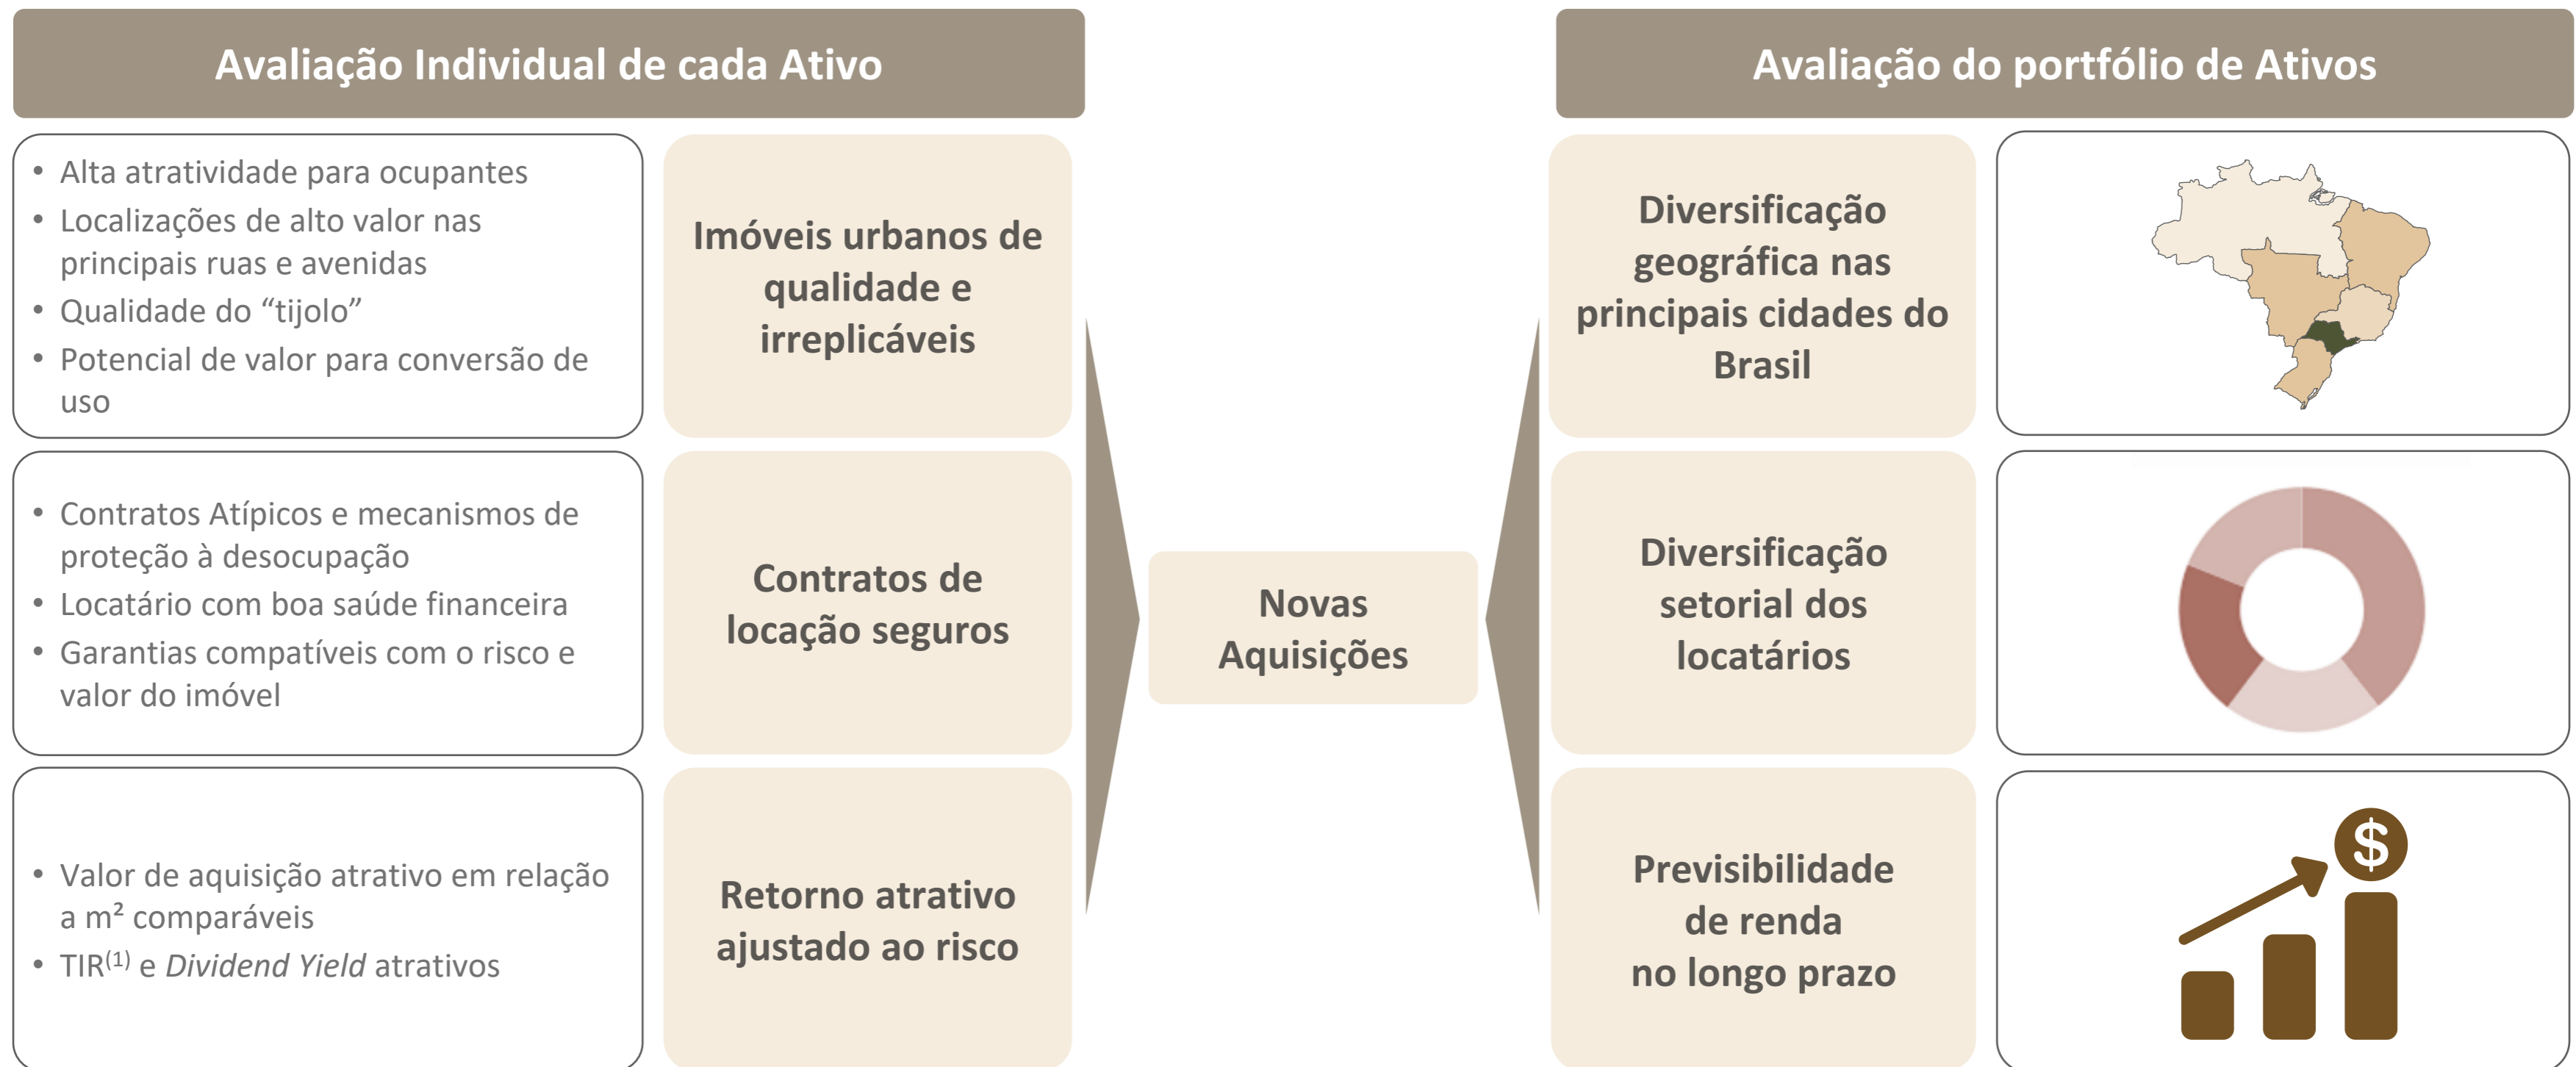 Avaliação Individual de cada Ativo
• Alta atratividade para ocupantes
• Localizações de alto valor nas
principais ruas e avenidas
• Qualidade do “tijolo”
• Potencial de valor para conversão de
uso
Imóveis urbanos de
qualidade e
irreplicáveis
• Contratos Atípicos e mecanismos de
proteção à desocupação
• Locatário com boa saúde financeira
• Garantias compatíveis com o risco e
valor do imóvel
Contratos de
locação seguros
• Valor de aquisição atrativo em relação
a m² comparáveis
• TIR⁽¹⁾ e Dividend Yield atrativos
Retorno atrativo
ajustado ao risco
Novas
Aquisições
Avaliação do portfólio de Ativos
Diversificação
geográfica nas
principais cidades do
Brasil
Diversificação
setorial dos
locatários
Previsibilidade
de renda
no longo prazo
$